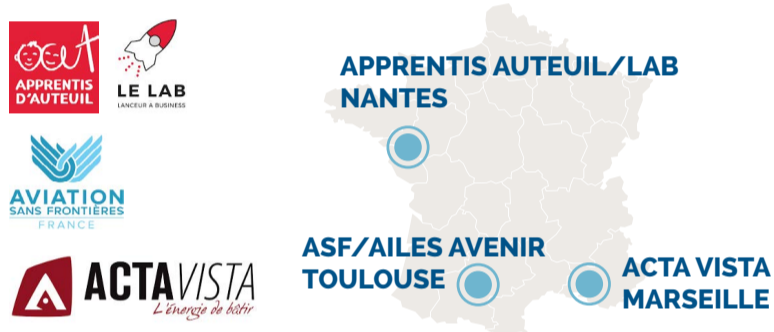 APPRENTIS
D'AUTEUIL
LE LAB
LANCEUR À BUSINESS
AVIATION
SANS FRONTIÈRES
FRANCE
ACTAVISTA
L'Énergie de bâtir
APPRENTIS AUTEUIL/LAB
NANTES
ASF/AILES AVENIR
TOULOUSE
ACTA VISTA
MARSEILLE